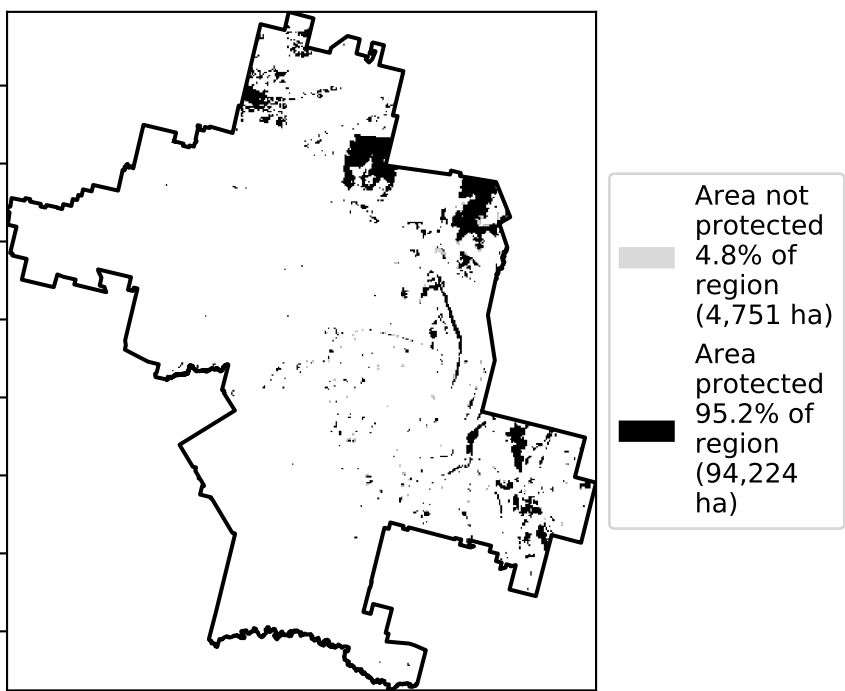 Area not
protected
4.8% of
region
(4,751 ha)
Area
protected
95.2% of
region
(94,224
ha)